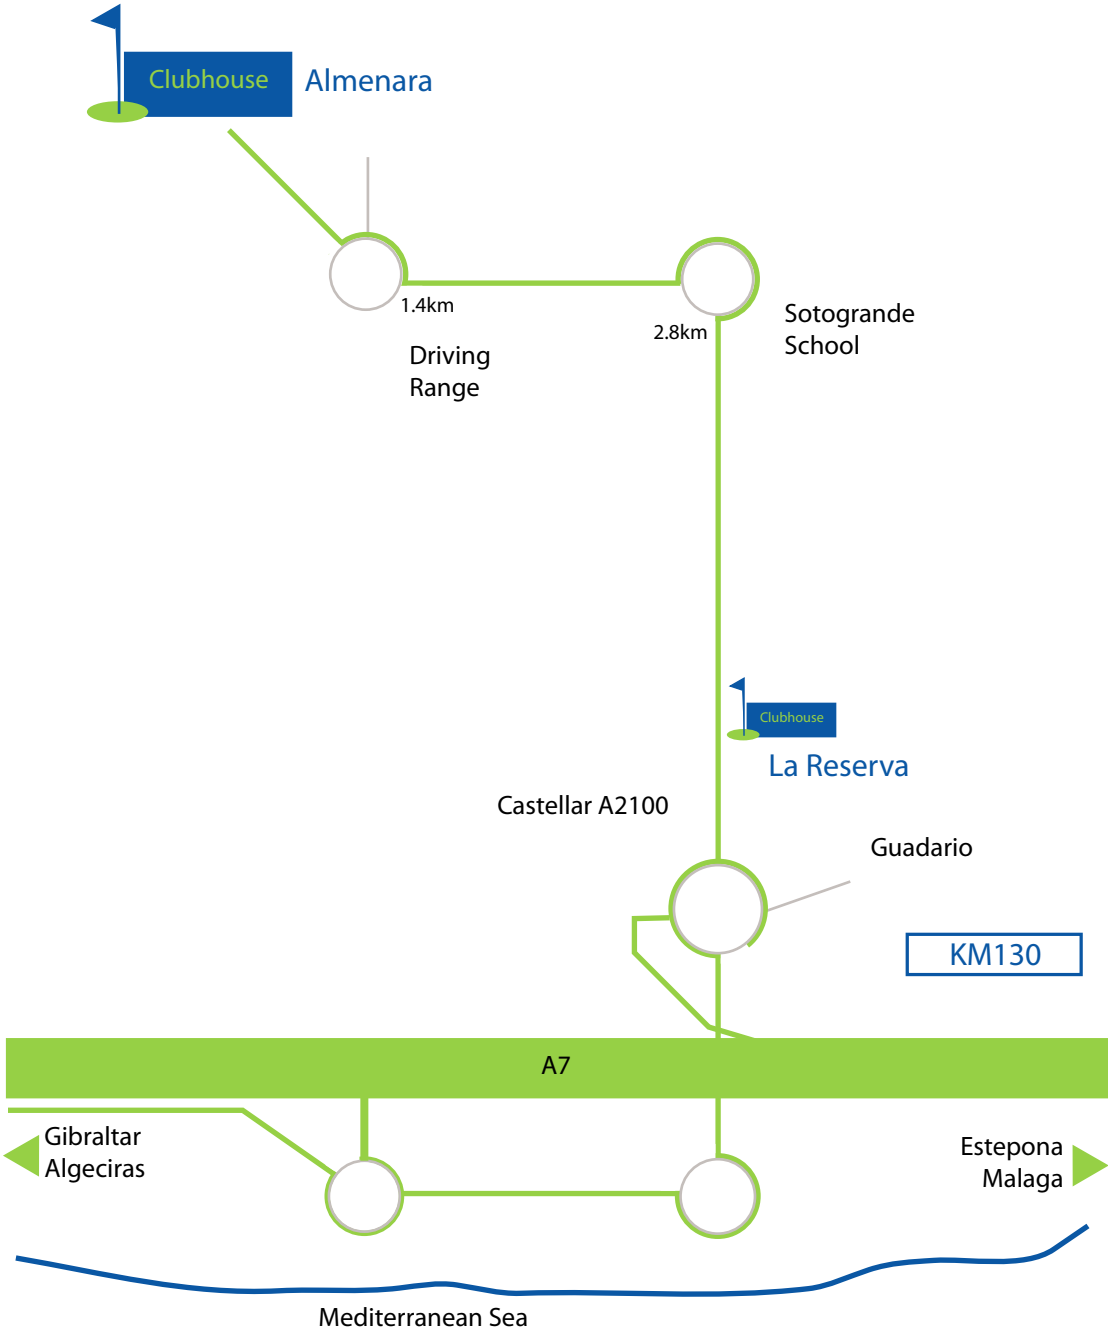 Clubhouse
Almenara
1.4km
Driving
Range
2.8km
Sotogrande
School
Clubhouse
La Reserva
Castellar A2100
Guadario
KM130
A7
Gibraltar
Algeciras
Estepona
Malaga
Mediterranean Sea